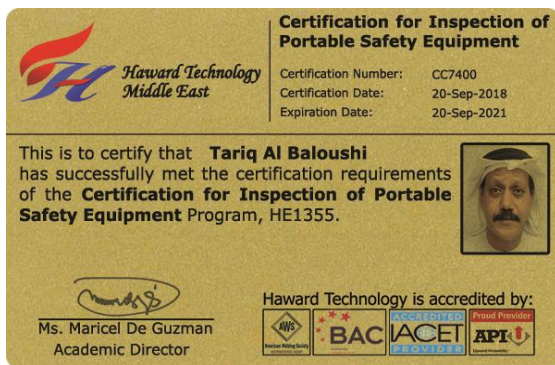 Haward Technology
Middle East
Certification for Inspection of
Portable Safety Equipment
Certification Number: CC7400
Certification Date: 20-Sep-2018
Expiration Date: 20-Sep-2021
This is to certify that Tariq Al Baloushi
has successfully met the certification requirements
of the Certification for Inspection of Portable
Safety Equipment Program, HE1355.
Ms. Maricel De Guzman
Academic Director
Haward Technology is accredited by:
AWS
American Welding Society
BAC
ACCREDITED
IACET
PROVIDER
Proud Provider
API